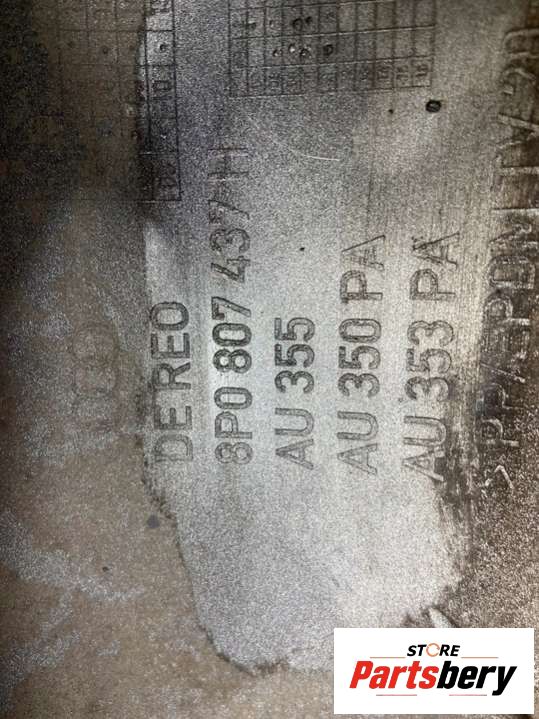 DE REO
8P0 807 437 H
AU 355
AU 350 PA
AU 353 PA
STORE
Partsbery